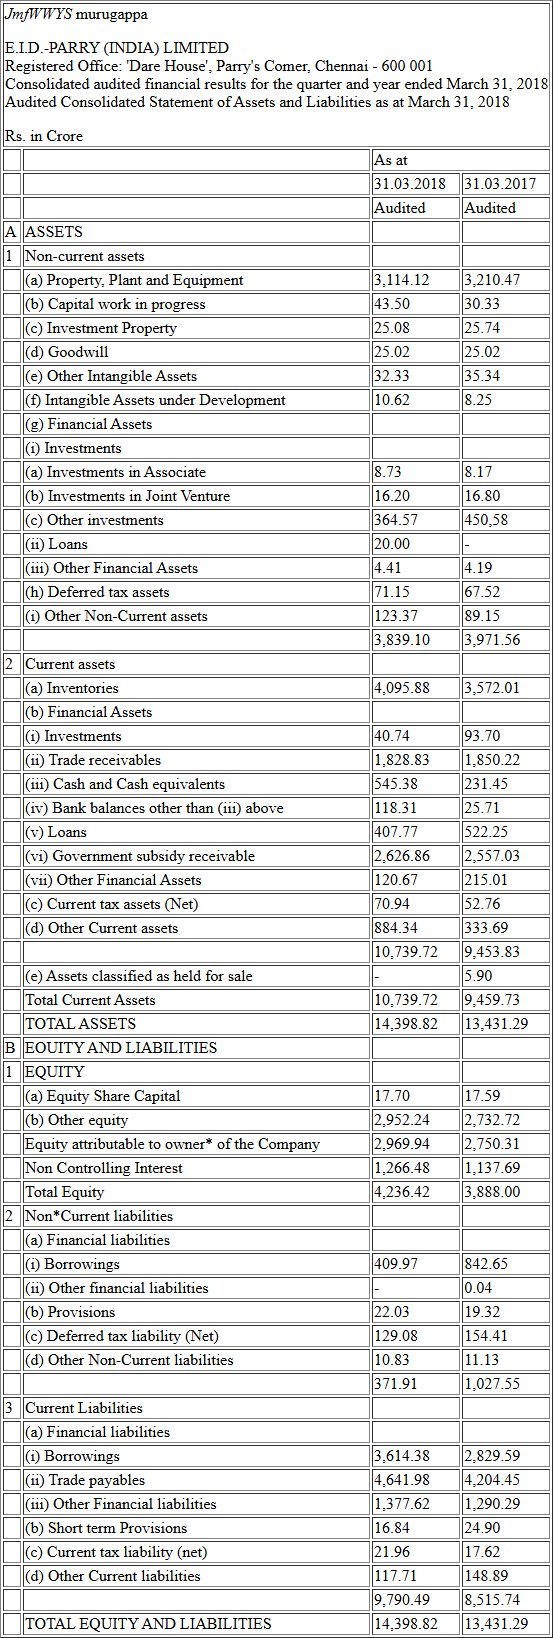 JmfWWYS murugappa
E.I.D.-PARRY (INDIA) LIMITED
Registered Office: 'Dare House', Parry's Comer, Chennai - 600 001
Consolidated audited financial results for the quarter and year ended March 31, 2018
Audited Consolidated Statement of Assets and Liabilities as at March 31, 2018
Rs. in Crore
As at
31.03.2018 31.03.2017
Audited Audited
A ASSETS
1 Non-current assets
(a) Property, Plant and Equipment 3,114.12 3,210.47
(b) Capital work in progress 43.50 30.33
(c) Investment Property 25.08 25.74
(d) Goodwill 25.02 25.02
(e) Other Intangible Assets 32.33 35.34
(f) Intangible Assets under Development 10.62 8.25
(g) Financial Assets
(i) Investments
(a) Investments in Associate 8.73 8.17
(b) Investments in Joint Venture 16.20 16.80
(c) Other investments 364.57 450,58
(ii) Loans 20.00 -
(iii) Other Financial Assets 4.41 4.19
(h) Deferred tax assets 71.15 67.52
(i) Other Non-Current assets 123.37 89.15
3,839.10 3,971.56
2 Current assets
(a) Inventories 4,095.88 3,572.01
(b) Financial Assets
(i) Investments 40.74 93.70
(ii) Trade receivables 1,828.83 1,850.22
(iii) Cash and Cash equivalents 545.38 231.45
(iv) Bank balances other than (iii) above 118.31 25.71
(v) Loans 407.77 522.25
(vi) Government subsidy receivable 2,626.86 2,557.03
(vii) Other Financial Assets 120.67 215.01
(c) Current tax assets (Net) 70.94 52.76
(d) Other Current assets 884.34 333.69
10,739.72 9,453.83
(e) Assets classified as held for sale - 5.90
Total Current Assets 10,739.72 9,459.73
TOTAL ASSETS 14,398.82 13,431.29
B EOUITY AND LIABILITIES
1 EQUITY
(a) Equity Share Capital 17.70 17.59
(b) Other equity 2,952.24 2,732.72
Equity attributable to owner* of the Company 2,969.94 2,750.31
Non Controlling Interest 1,266.48 1,137.69
Total Equity 4,236.42 3,888.00
2 Non*Current liabilities
(a) Financial liabilities
(i) Borrowings 409.97 842.65
(ii) Other financial liabilities - 0.04
(b) Provisions 22.03 19.32
(c) Deferred tax liability (Net) 129.08 154.41
(d) Other Non-Current liabilities 10.83 11.13
371.91 1,027.55
3 Current Liabilities
(a) Financial liabilities
(i) Borrowings 3,614.38 2,829.59
(ii) Trade payables 4,641.98 4,204.45
(iii) Other Financial liabilities 1,377.62 1,290.29
(b) Short term Provisions 16.84 24.90
(c) Current tax liability (net) 21.96 17.62
(d) Other Current liabilities 117.71 148.89
9,790.49 8,515.74
TOTAL EQUITY AND LIABILITIES 14,398.82 13,431.29